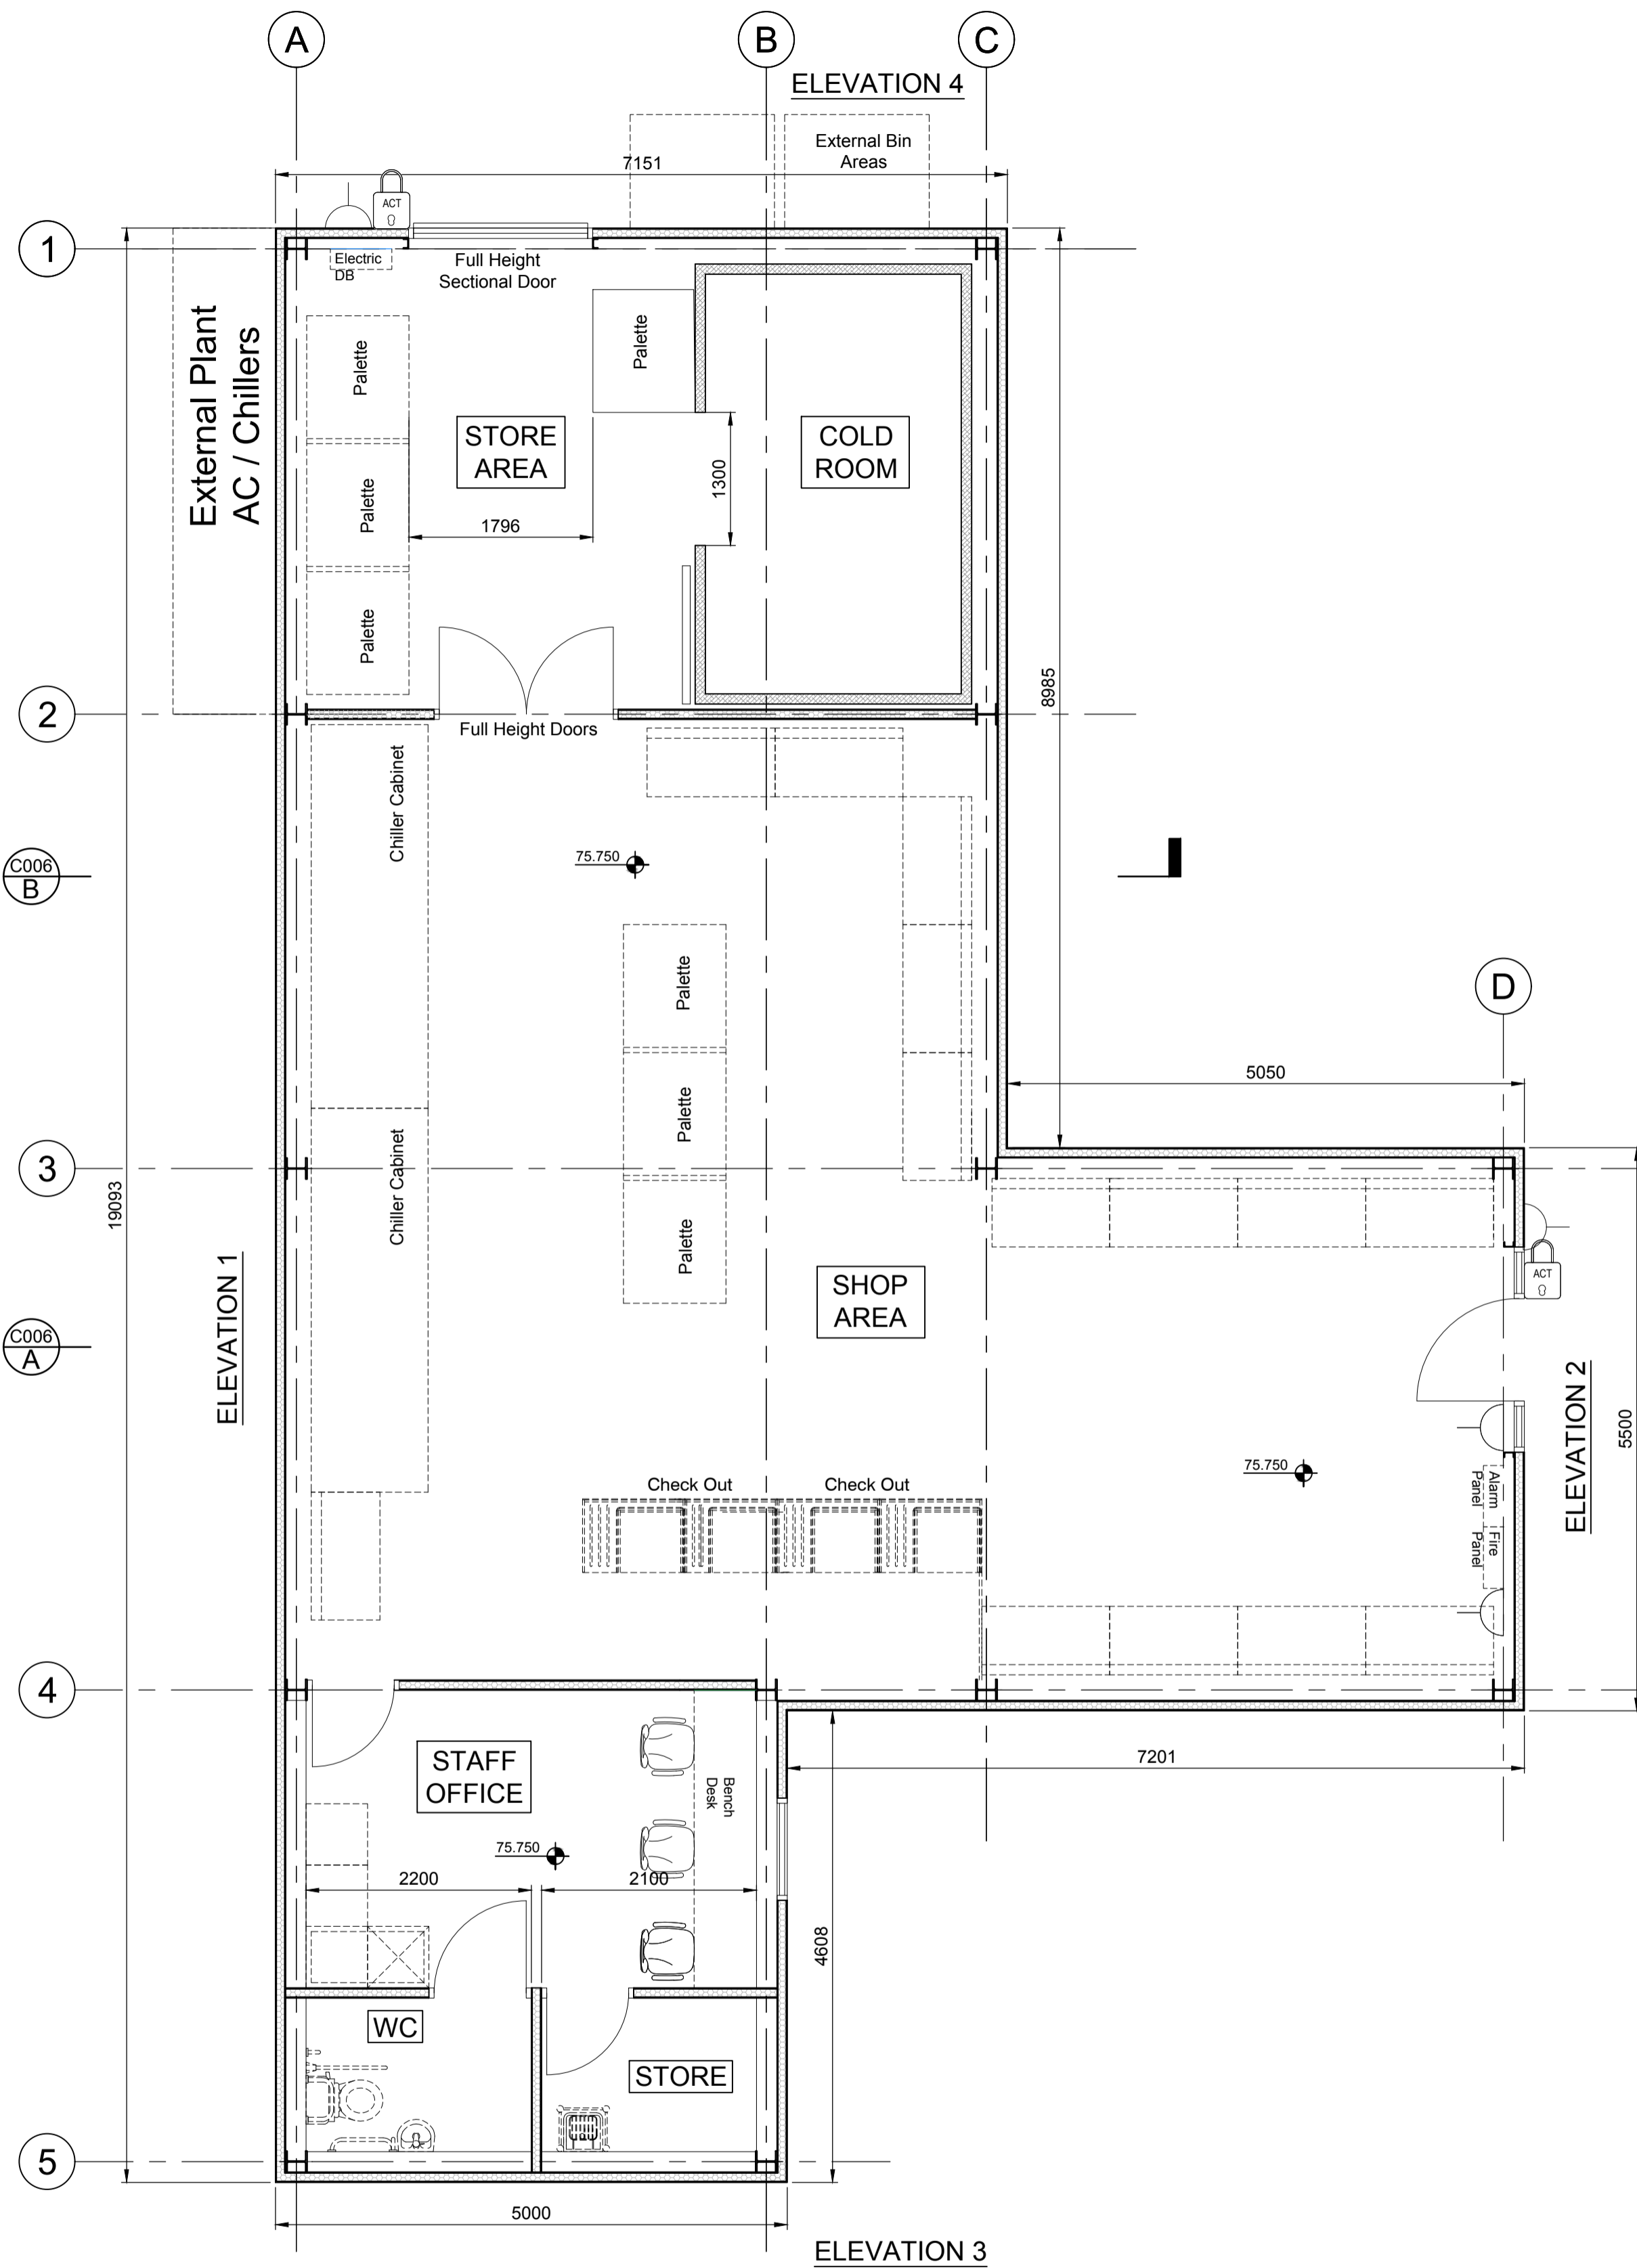 A
B
C
ELEVATION 4
External Bin
Areas
7151
ACT
1
Electric
DB
Full Height
Sectional Door
External Plant
AC / Chillers
Palette
Palette
STORE
AREA
COLD
ROOM
1300
Palette
1796
Palette
8985
2
Full Height Doors
Chiller Cabinet
75.750
C006
B
Palette
D
5050
Palette
Chiller Cabinet
3
19093
Palette
SHOP
AREA
ACT
ELEVATION 1
C006
A
ELEVATION 2
5500
75.750
Check Out
Check Out
Alarm
Panel
Fire
Panel
4
STAFF
OFFICE
Bench
Desk
7201
75.750
2200
2100
4608
WC
STORE
5
5000
ELEVATION 3